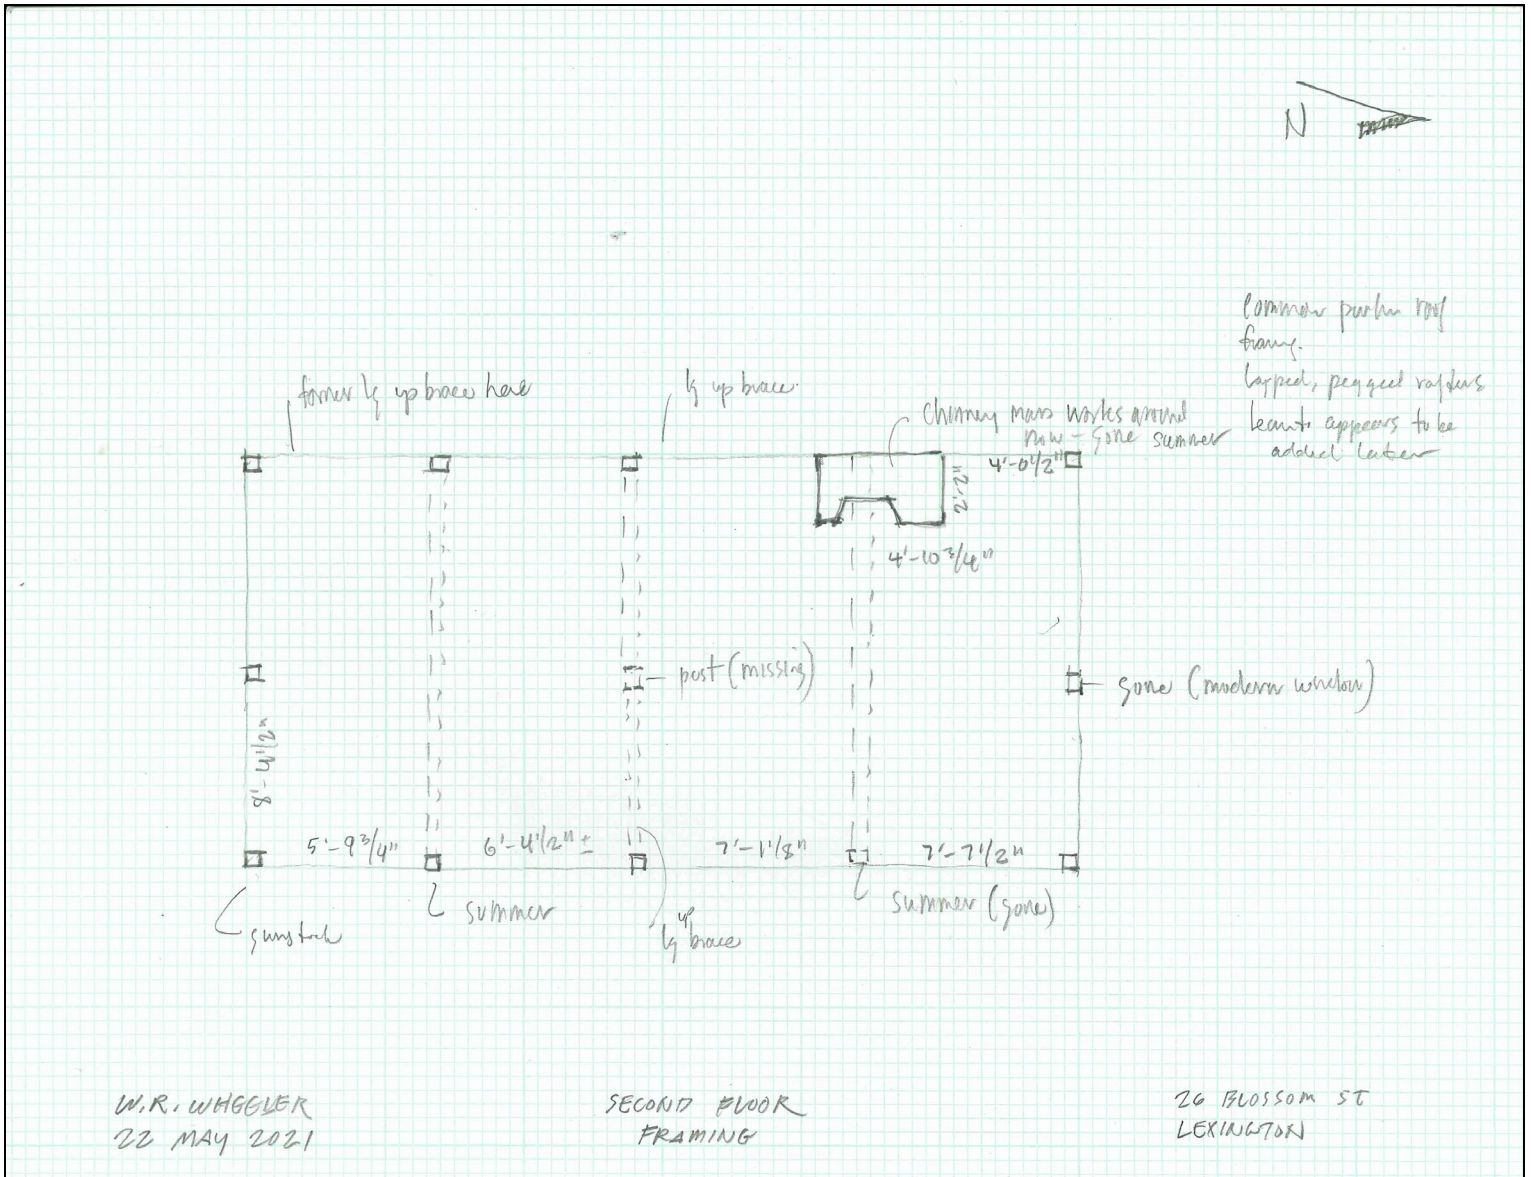 N
Common purlin roof
framg.
Lapped, pegged rafters
leanto appears to be
added later
former lg up brace here
lg up brace
Chimney mass works around
now-gone summer
4'-0 1/2"
2'-2"
4'-10 3/4"
post (missing)
gone (modern window)
8'-4 1/2"
5'-9 3/4"
6'-4 1/2" ±
7'-1 1/8"
7'-7 1/2"
gunstock
summer
lg up brace
summer (gone)
W.R. WHEELER
22 MAY 2021
SECOND FLOOR
FRAMING
26 BLOSSOM ST
LEXINGTON